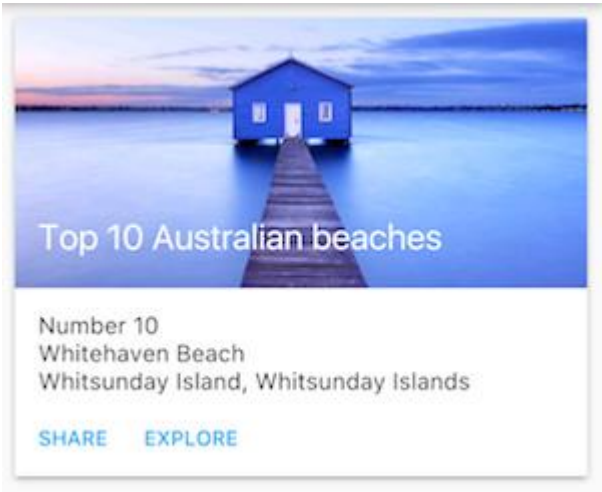 Top 10 Australian beaches
Number 10
Whitehaven Beach
Whitsunday Island, Whitsunday Islands
SHARE EXPLORE